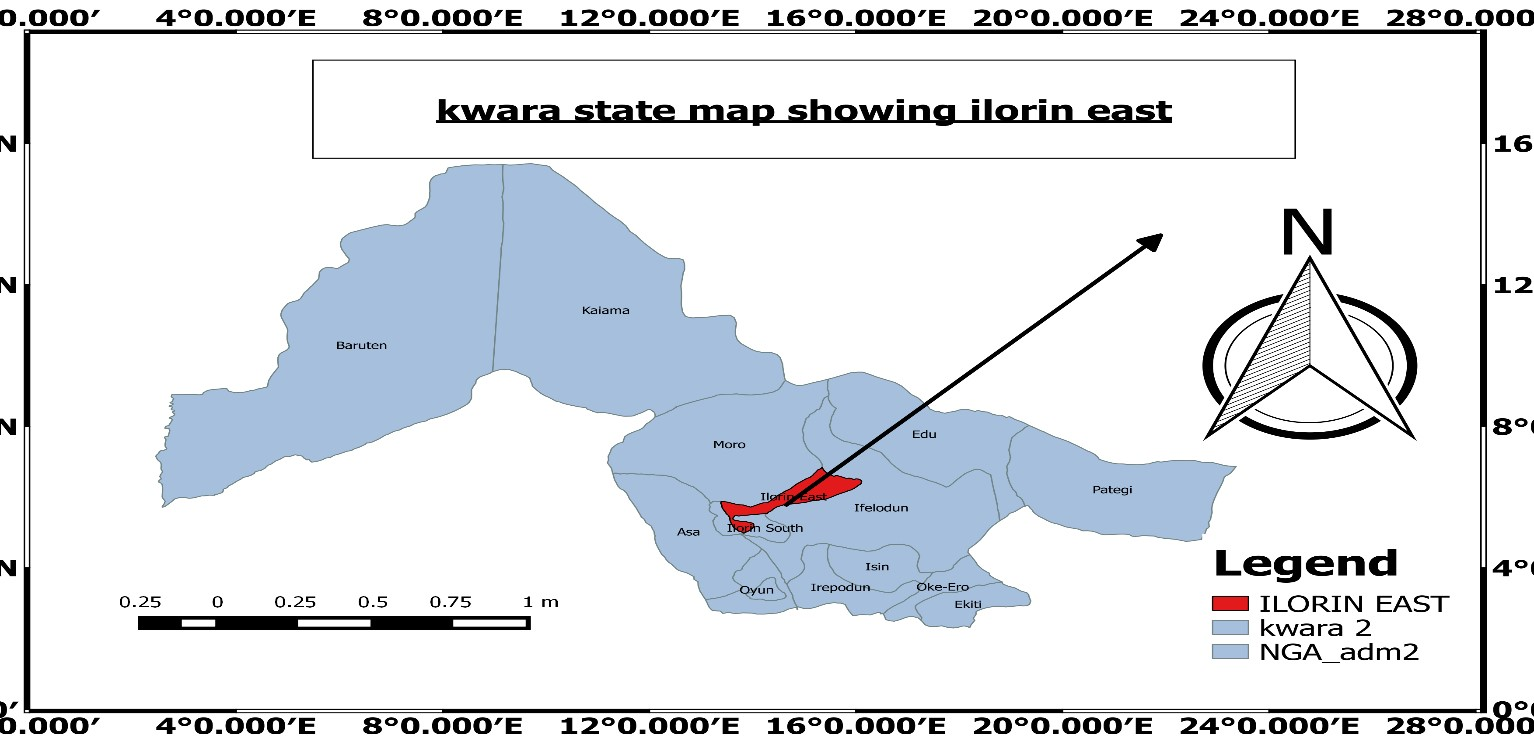 0.000′ 4°0.000′E 8°0.000′E 12°0.000′E 16°0.000′E 20°0.000′E 24°0.000′E 28°0.000
kwara state map showing ilorin east
N 16
N
N 12
Kaiama
Baruten
N 8°0
Edu
Moro
Pategi
Ilorin East
Ifelodun
Ilorin South
Asa
Isin
N 4°0
Legend
Oyun Irepodun Oke-Ero
Ekiti
0.25 0 0.25 0.5 0.75 1 m
ILORIN EAST
kwara 2
NGA_adm2
0′ 0°0
0.000′ 4°0.000′E 8°0.000′E 12°0.000′E 16°0.000′E 20°0.000′E 24°0.000′E 28°0.000